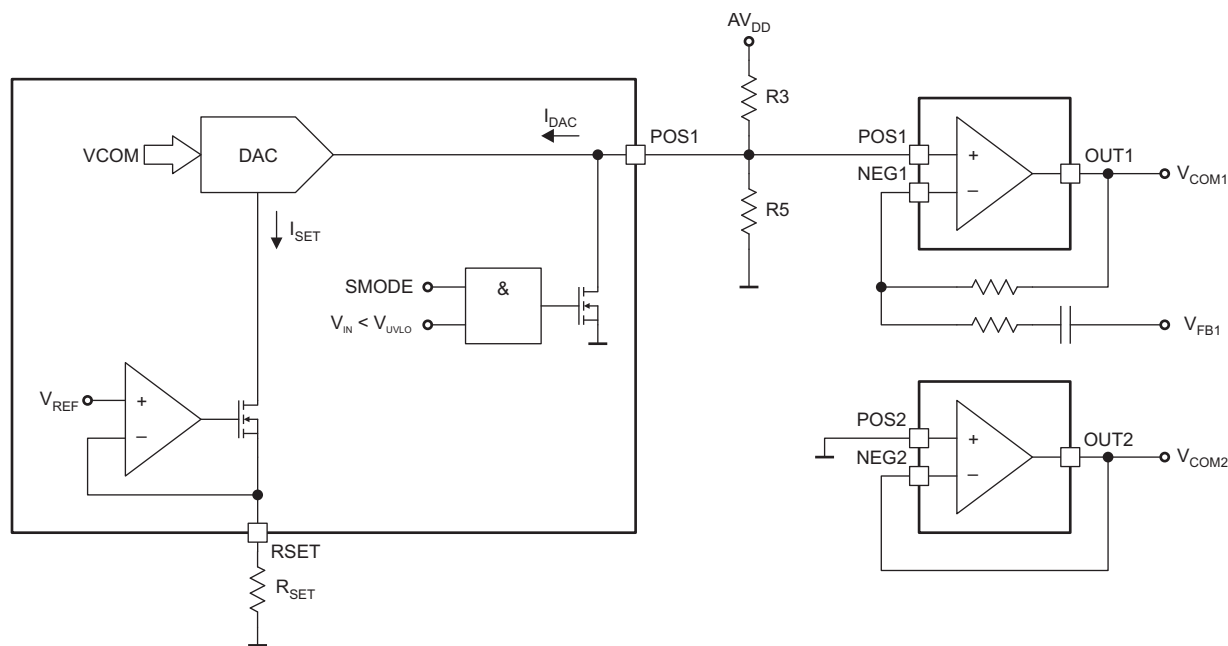 AVDD
R3
IDAC
POS1
POS1
OUT1
VCOM
DAC
+
VCOM1
NEG1
−
R5
ISET
SMODE
&
VIN < VUVLO
VFB1
VREF
+
−
POS2
OUT2
+
NEG2
VCOM2
−
RSET
RSET